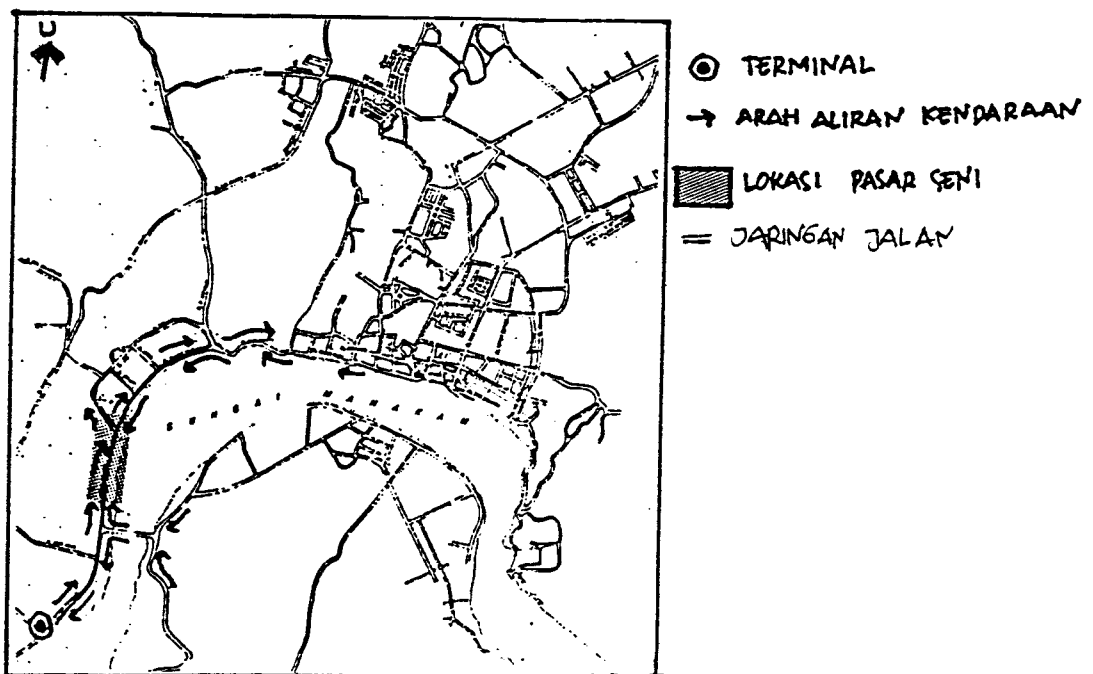 U
TERMINAL
→ ARAH ALIRAN KENDARAAN
LOKASI PASAR SENI
= JARINGAN JALAN
SUNGAI MAHAKAM